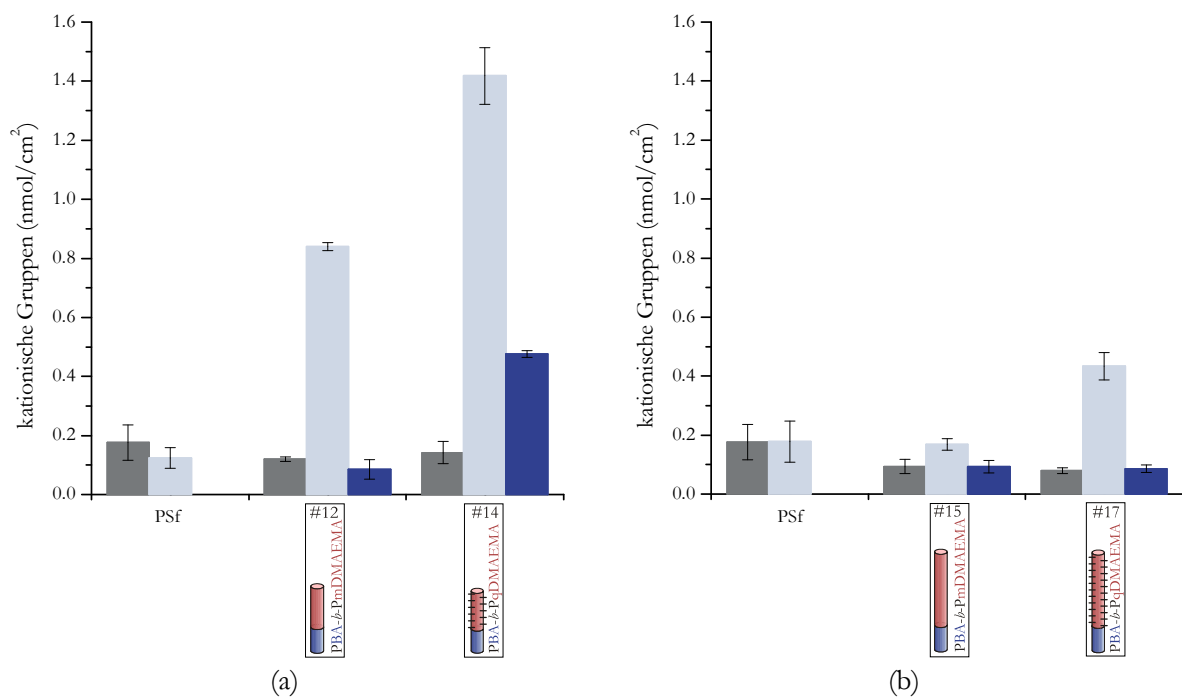 kationische Gruppen (nmol/cm²)
1.6
1.4
1.2
1.0
0.8
0.6
0.4
0.2
0.0
PSf
#12
PBA-b-PmDMAEMA
#14
PBA-b-PqDMAEMA
(a)
kationische Gruppen (nmol/cm²)
1.6
1.4
1.2
1.0
0.8
0.6
0.4
0.2
0.0
PSf
#15
PBA-b-PmDMAEMA
#17
PBA-b-PqDMAEMA
(b)